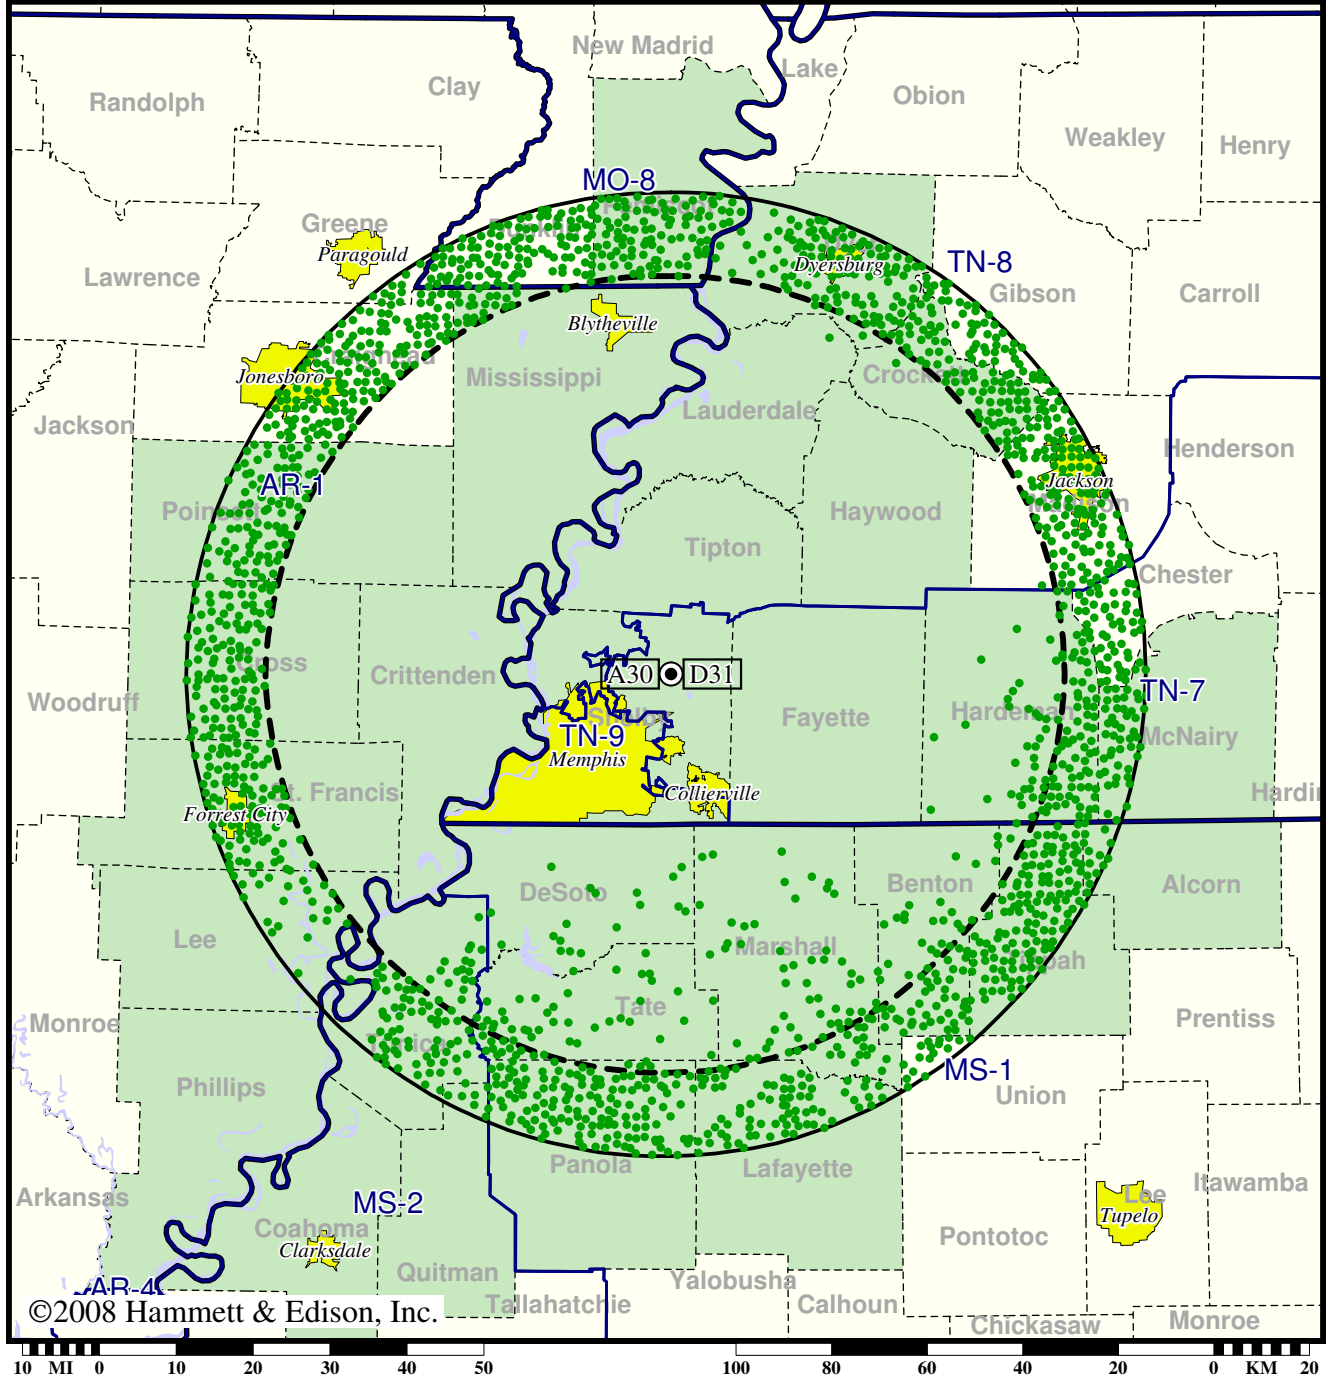 New Madrid
Lake
Randolph
Clay
Obion
Weakley
Henry
MO-8
Greene
Paragould
Dyersburg
TN-8
Lawrence
Gibson
Carroll
Blytheville
Jonesboro
Mississippi
Crockett
Lauderdale
Jackson
Henderson
AR-1
Jackson
Poinsett
Haywood
Madison
Tipton
Chester
Cross
Crittenden
A30 D31
Woodruff
TN-7
Shelby
Fayette
Hardeman
TN-9
McNairy
Memphis
St. Francis
Collierville
Hardin
Forrest City
DeSoto
Benton
Alcorn
Lee
Marshall
Tate
Monroe
Prentiss
Tunica
MS-1
Phillips
Union
Panola
Lafayette
Arkansas
Lee
Itawamba
MS-2
Tupelo
Coahoma
Clarksdale
Pontotoc
Quitman
Yalobusha
AR-4
©2008 Hammett & Edison, Inc.
Tallahatchie
Calhoun
Chickasaw
Monroe
10 MI 0 10 20 30 40 50 100 80 60 40 20 0 KM 20